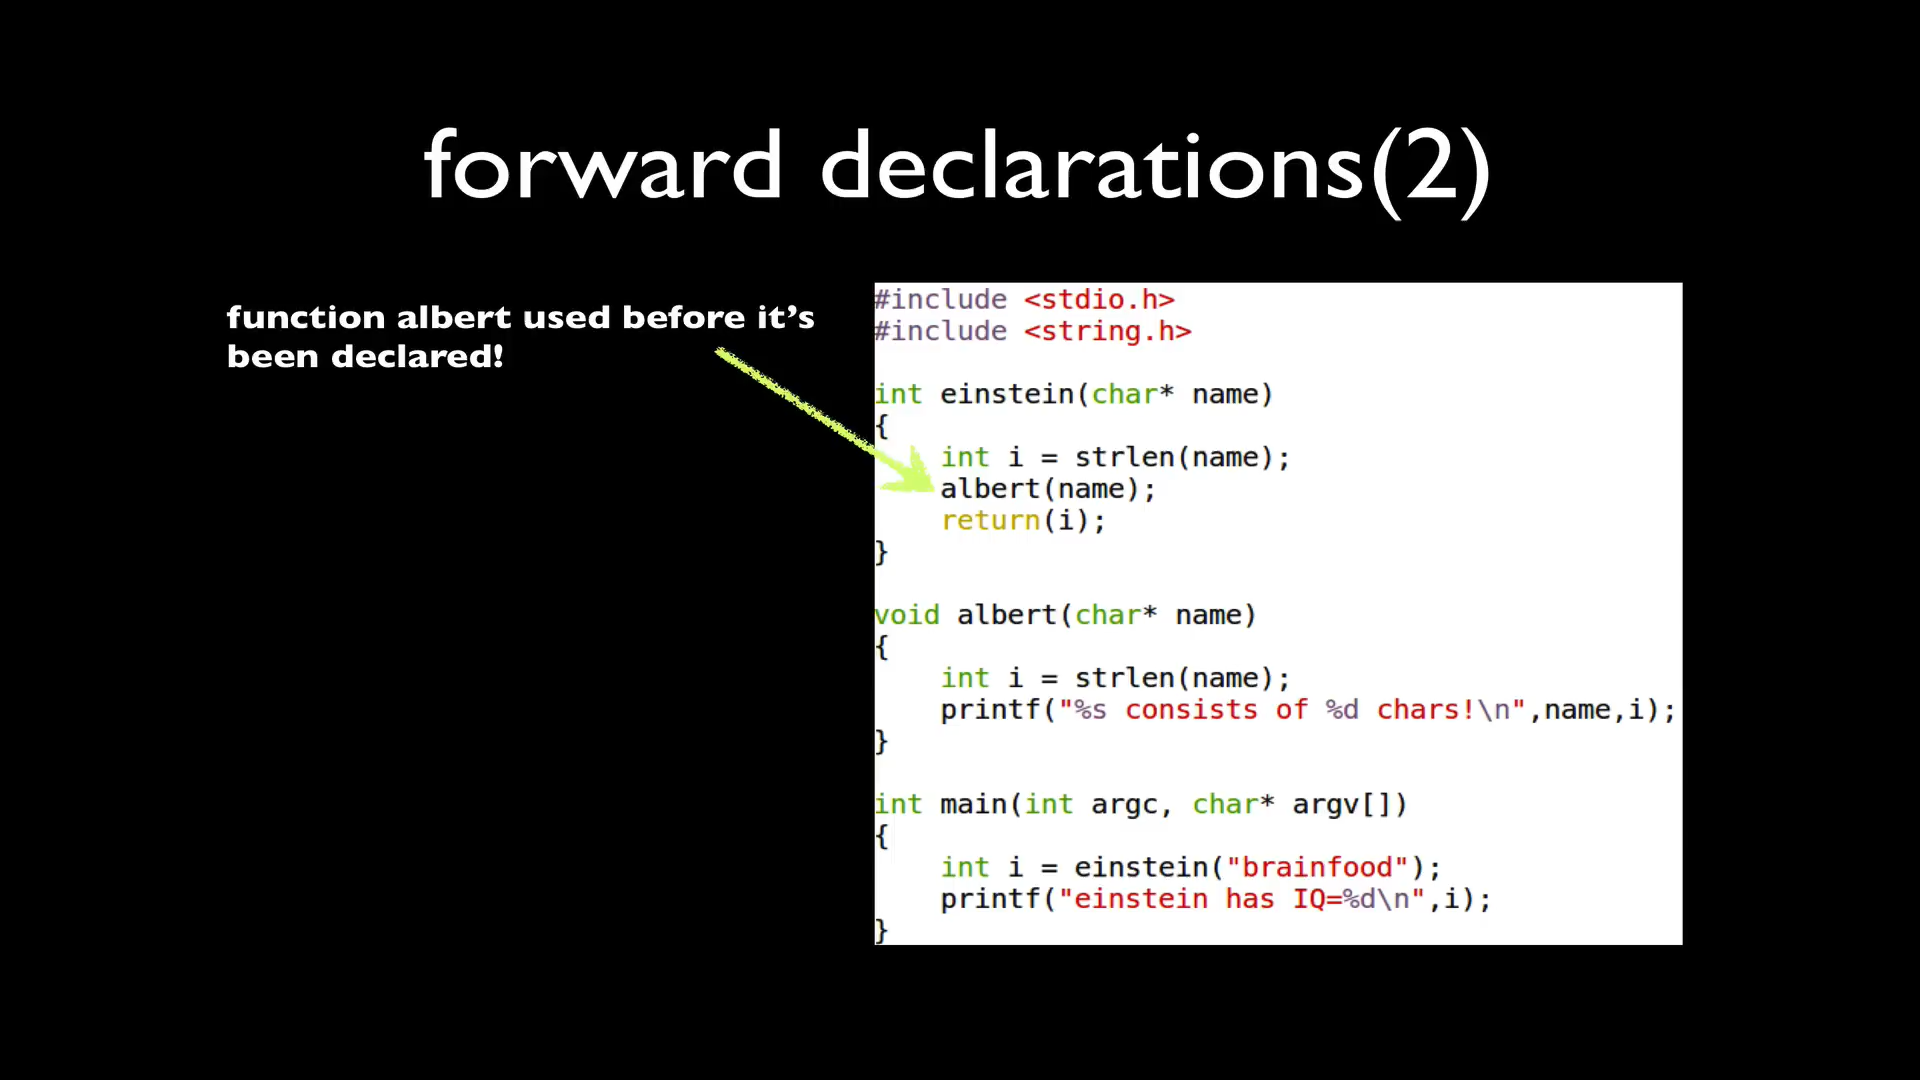 forward declarations(2)
function albert used before it’s
been declared!
#include <stdio.h>
#include <string.h>
int einstein(char* name)
{
    int i = strlen(name);
    albert(name);
    return(i);
}
void albert(char* name)
{
    int i = strlen(name);
    printf("%s consists of %d chars!\n",name,i);
}
int main(int argc, char* argv[])
{
    int i = einstein("brainfood");
    printf("einstein has IQ=%d\n",i);
}